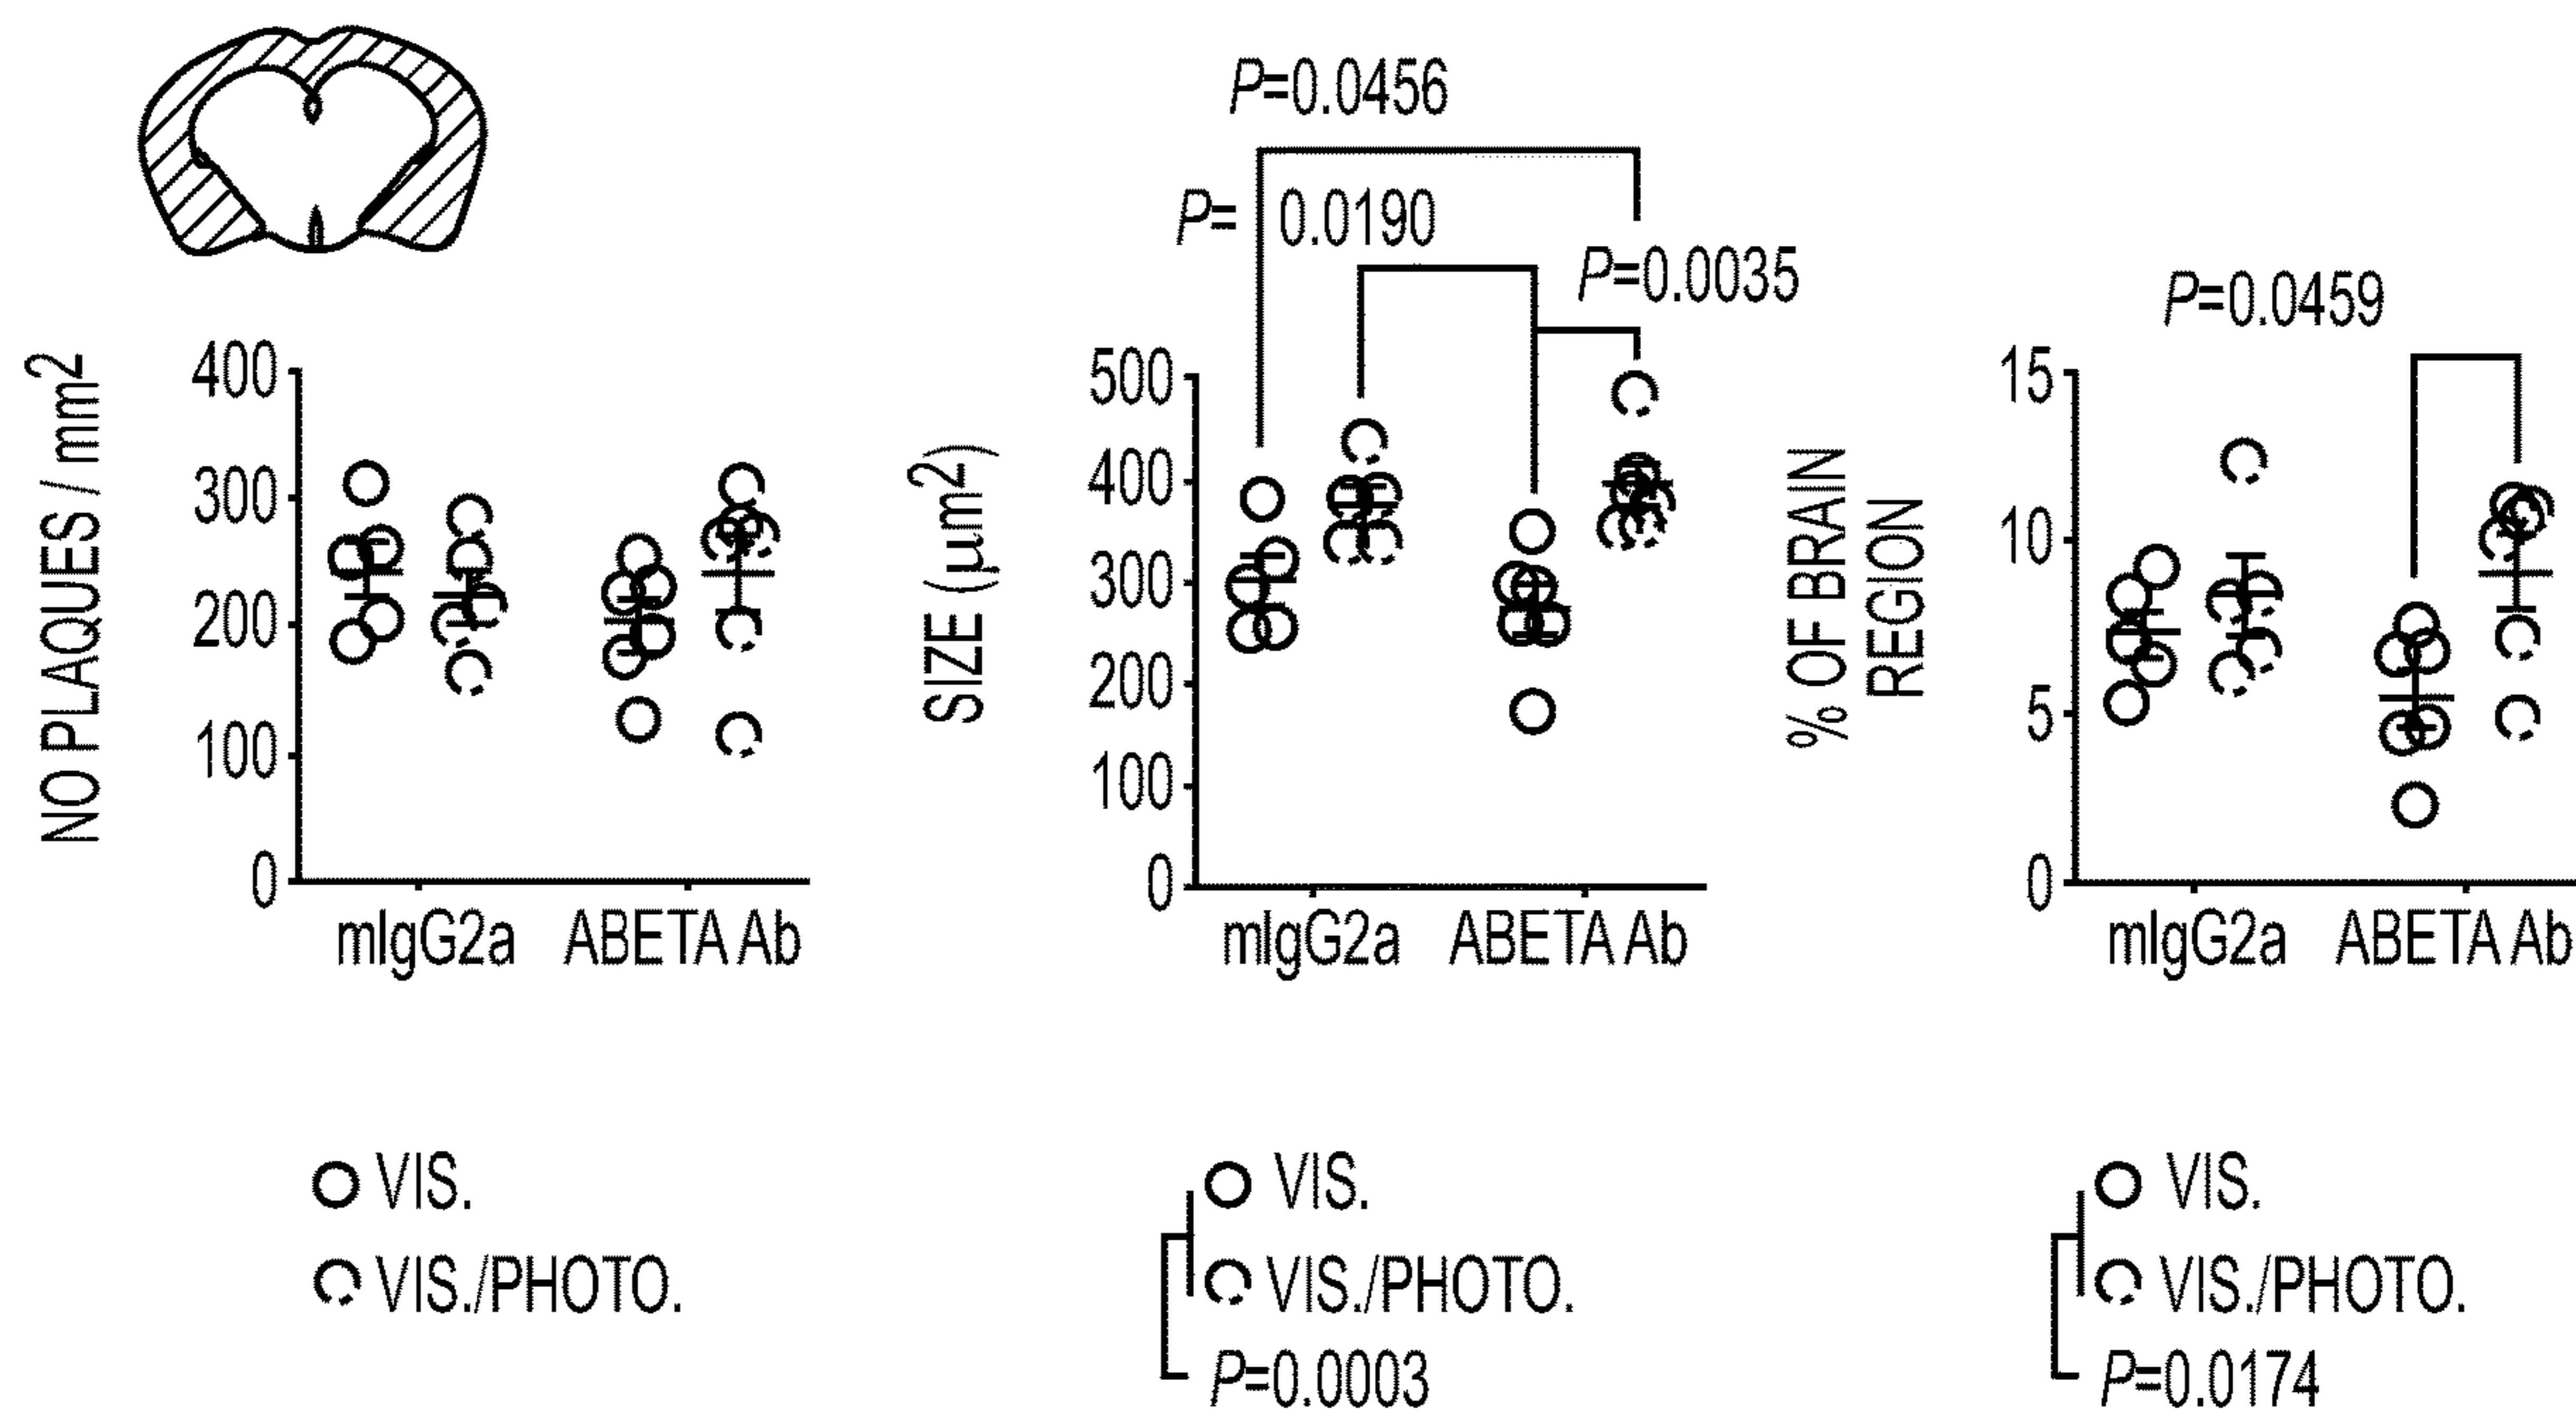 NO PLAQUES / mm2
400
300
200
100
0
mIgG2a ABETA Ab
VIS.
VIS./PHOTO.
P=0.0456
P= 0.0190
P=0.0035
SIZE (µm2)
500
400
300
200
100
0
mIgG2a ABETA Ab
VIS.
VIS./PHOTO.
P=0.0003
P=0.0459
% OF BRAIN
REGION
15
10
5
0
mIgG2a ABETA Ab
VIS.
VIS./PHOTO.
P=0.0174